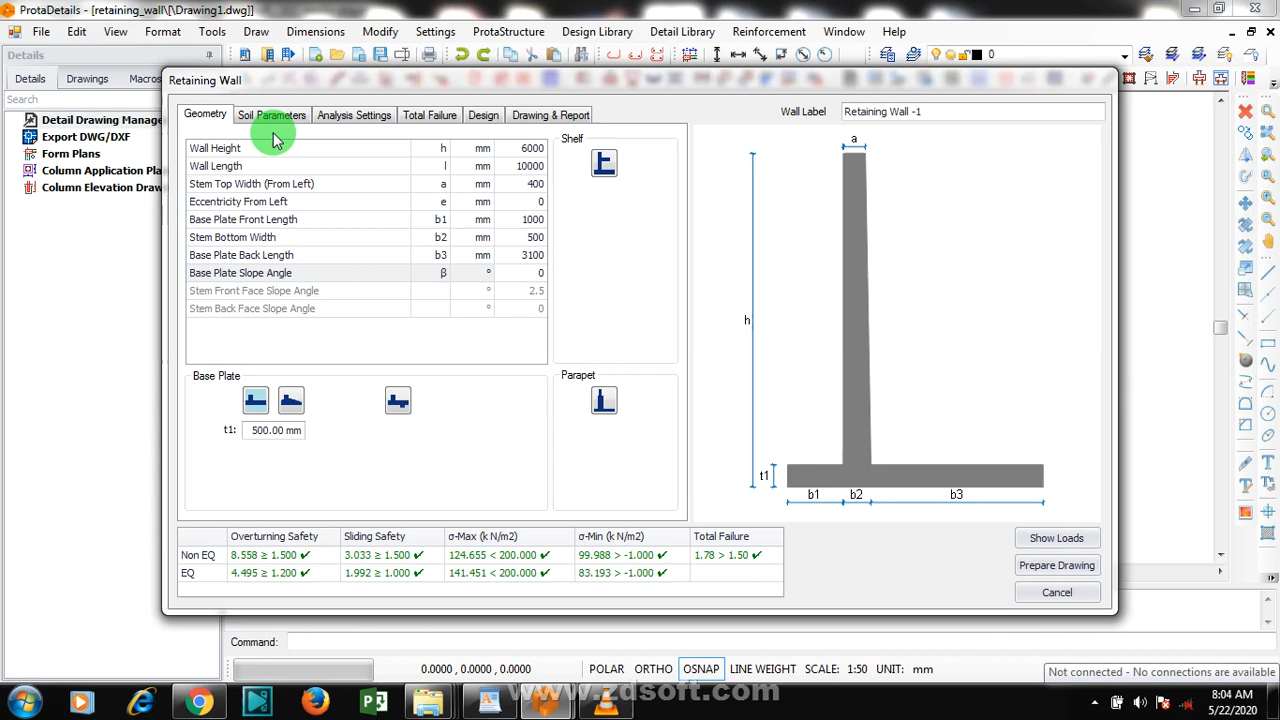 ProtaDetails - [retaining_wall\[\Drawing1.dwg]]
File Edit View Format Tools Draw Dimensions Modify Settings ProtaStructure Design Library Detail Library Reinforcement Window Help
Details
0
Details Drawings Macros
Search
Detail Drawing Manage
Export DWG/DXF
Form Plans
Column Application Pla
Column Elevation Draw
Retaining Wall
Geometry Soil Parameters Analysis Settings Total Failure Design Drawing & Report
Wall Label Retaining Wall -1
Wall Height h mm 6000
Wall Length l mm 10000
Stem Top Width (From Left) a mm 400
Eccentricity From Left e mm 0
Base Plate Front Length b1 mm 1000
Stem Bottom Width b2 mm 500
Base Plate Back Length b3 mm 3100
Base Plate Slope Angle β ° 0
Stem Front Face Slope Angle ° 2.5
Stem Back Face Slope Angle ° 0
Shelf
Base Plate
t1: 500.00 mm
Parapet
a
h
t1
b1 b2 b3
Overturning Safety Sliding Safety σ-Max (k N/m2) σ-Min (k N/m2) Total Failure
Non EQ 8.558 ≥ 1.500 ✓ 3.033 ≥ 1.500 ✓ 124.655 < 200.000 ✓ 99.988 > -1.000 ✓ 1.78 > 1.50 ✓
EQ 4.495 ≥ 1.200 ✓ 1.992 ≥ 1.000 ✓ 141.451 < 200.000 ✓ 83.193 > -1.000 ✓
Show Loads
Prepare Drawing
Cancel
Command:
0.0000 , 0.0000 , 0.0000 POLAR ORTHO OSNAP LINE WEIGHT SCALE: 1:50 UNIT: mm
Not connected - No connections are available
www.zdsoft.com
8:04 AM
5/22/2020